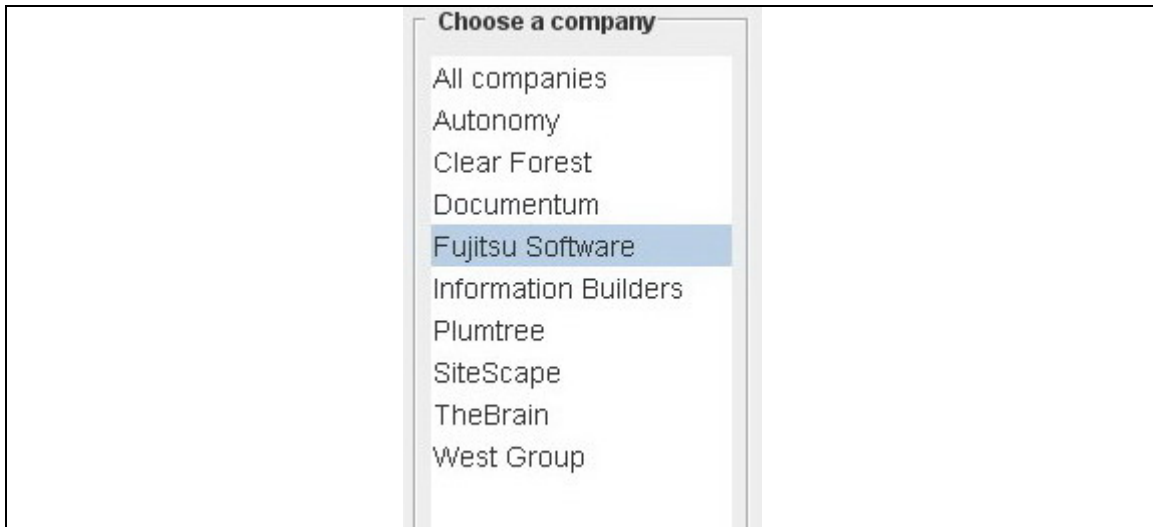 Choose a company
All companies
Autonomy
Clear Forest
Documentum
Fujitsu Software
Information Builders
Plumtree
SiteScape
TheBrain
West Group